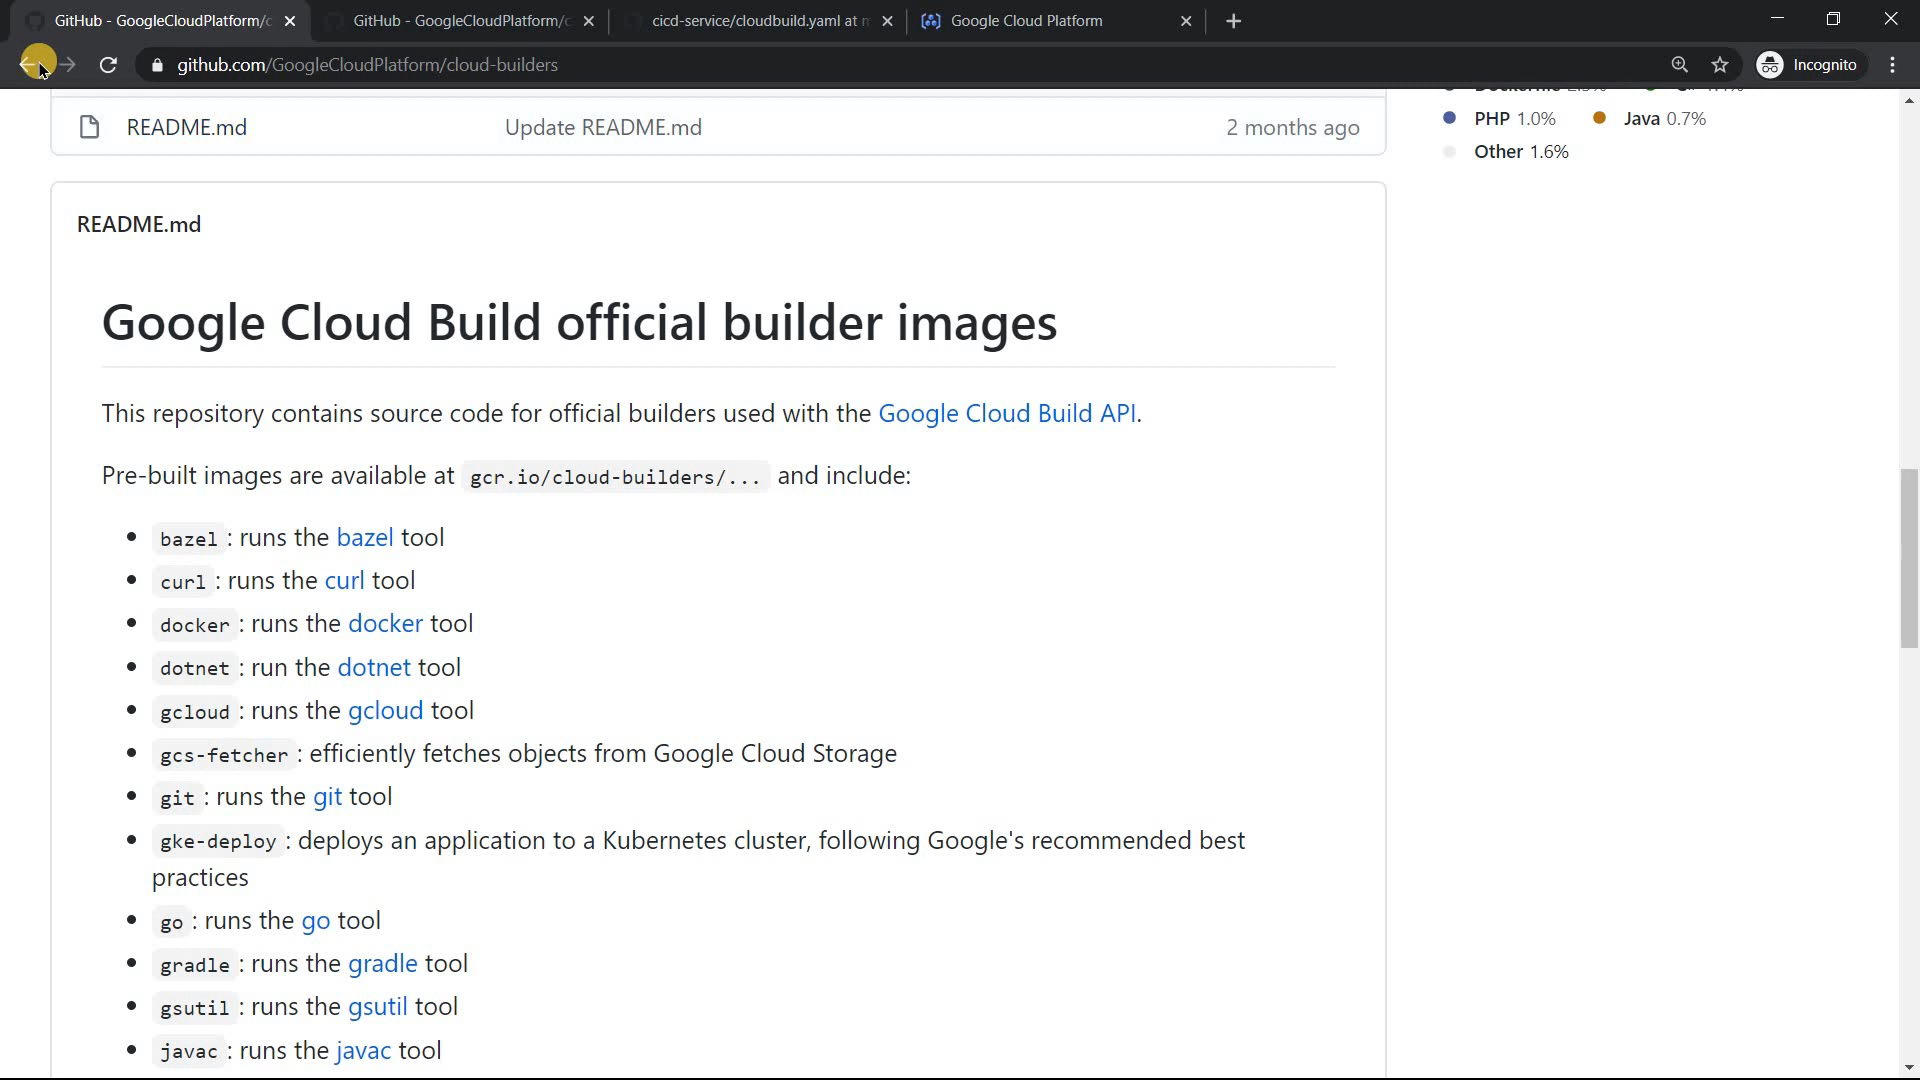 GitHub - GoogleCloudPlatform/c
GitHub - GoogleCloudPlatform/c
cicd-service/cloudbuild.yaml at m
Google Cloud Platform
github.com/GoogleCloudPlatform/cloud-builders
Incognito
README.md Update README.md 2 months ago
PHP 1.0% Java 0.7%
Other 1.6%
README.md
Google Cloud Build official builder images
This repository contains source code for official builders used with the Google Cloud Build API.
Pre-built images are available at gcr.io/cloud-builders/... and include:
bazel : runs the bazel tool
curl : runs the curl tool
docker : runs the docker tool
dotnet : run the dotnet tool
gcloud : runs the gcloud tool
gcs-fetcher : efficiently fetches objects from Google Cloud Storage
git : runs the git tool
gke-deploy : deploys an application to a Kubernetes cluster, following Google's recommended best
practices
go : runs the go tool
gradle : runs the gradle tool
gsutil : runs the gsutil tool
javac : runs the javac tool